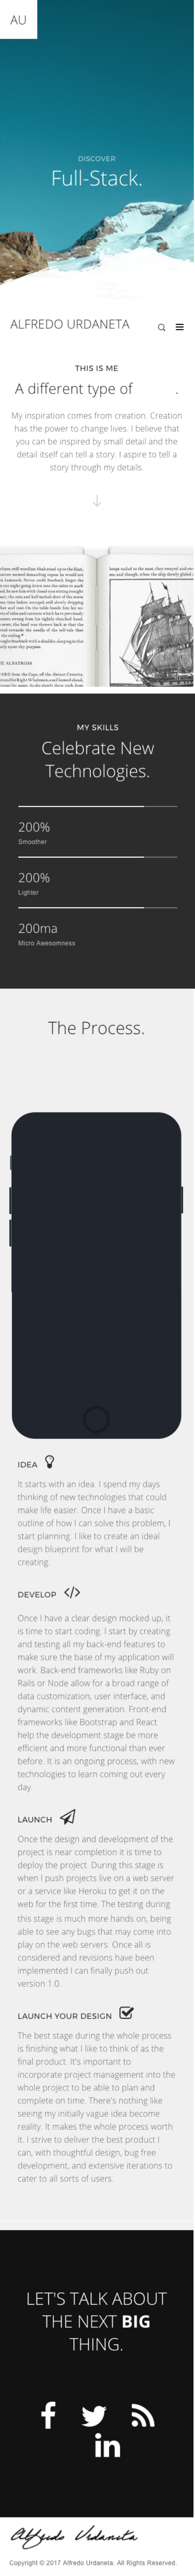 AU
DISCOVER
Full-Stack.
ALFREDO URDANETA
THIS IS ME
A different type of .
My inspiration comes from creation. Creation
has the power to change lives. I believe that
you can be inspired by small detail and the
detail itself can tell a story. I aspire to tell a
story through my details.
MY SKILLS
Celebrate New
Technologies.
200%
Smoother
200%
Lighter
200ma
Micro Awesomness
The Process.
IDEA
It starts with an idea. I spend my days
thinking of new technologies that could
make life easier. Once I have a basic
outline of how I can solve this problem, I
start planning. I like to create an ideal
design blueprint for what I will be
creating.
DEVELOP </>
Once I have a clear design mocked up, it
is time to start coding. I start by creating
and testing all my back-end features to
make sure the base of my application will
work. Back-end frameworks like Ruby on
Rails or Node allow for a broad range of
data customization, user interface, and
dynamic content generation. Front-end
frameworks like Bootstrap and React
help the development stage be more
efficient and more functional than ever
before. It is an ongoing process, with new
technologies to learn coming out every
day.
LAUNCH
Once the design and development of the
project is near completion it is time to
deploy the project. During this stage is
when I push projects live on a web server
or a service like Heroku to get it on the
web for the first time. The testing during
this stage is much more hands on, being
able to see any bugs that may come into
play on the web servers. Once all is
considered and revisions have been
implemented I can finally push out
version 1.0.
LAUNCH YOUR DESIGN
The best stage during the whole process
is finishing what I like to think of as the
final product. It's important to
incorporate project management into the
whole project to be able to plan and
complete on time. There's nothing like
seeing my initially vague idea become
reality. It makes the whole process worth
it. I strive to deliver the best product I
can, with thoughtful design, bug free
development, and extensive iterations to
cater to all sorts of users.
LET'S TALK ABOUT
THE NEXT BIG
THING.
Alfredo Urdaneta
Copyright © 2017 Alfredo Urdaneta. All Rights Reserved.